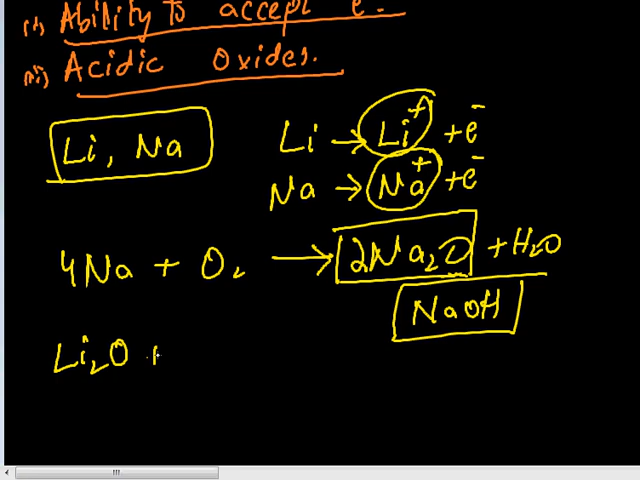 (ii) Ability to accept e⁻.
(iii) Acidic Oxides.
Li, Na
Li → Li⁺ + e⁻
Na → Na⁺ + e⁻
4Na + O₂ → 2Na₂O + H₂O
NaOH
Li₂O